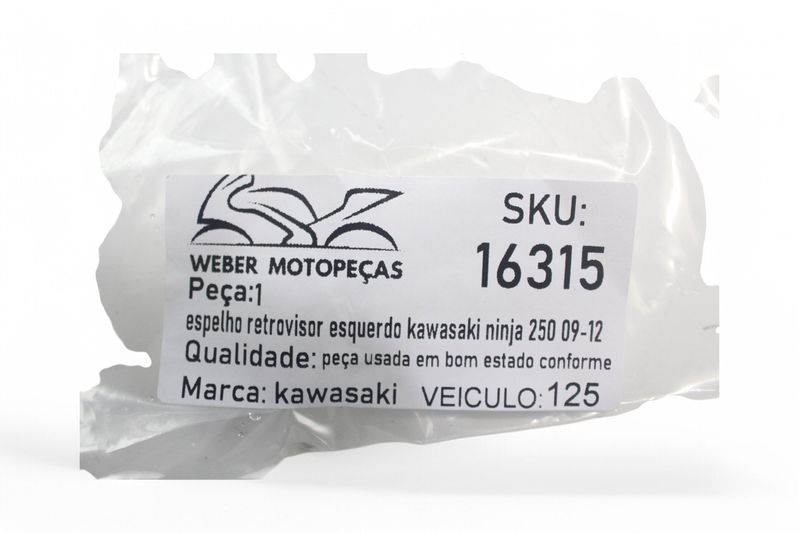 WEBER MOTOPEÇAS
SKU:
16315
Peça:1
espelho retrovisor esquerdo kawasaki ninja 250 09-12
Qualidade: peça usada em bom estado conforme
Marca: kawasaki VEICULO: 125